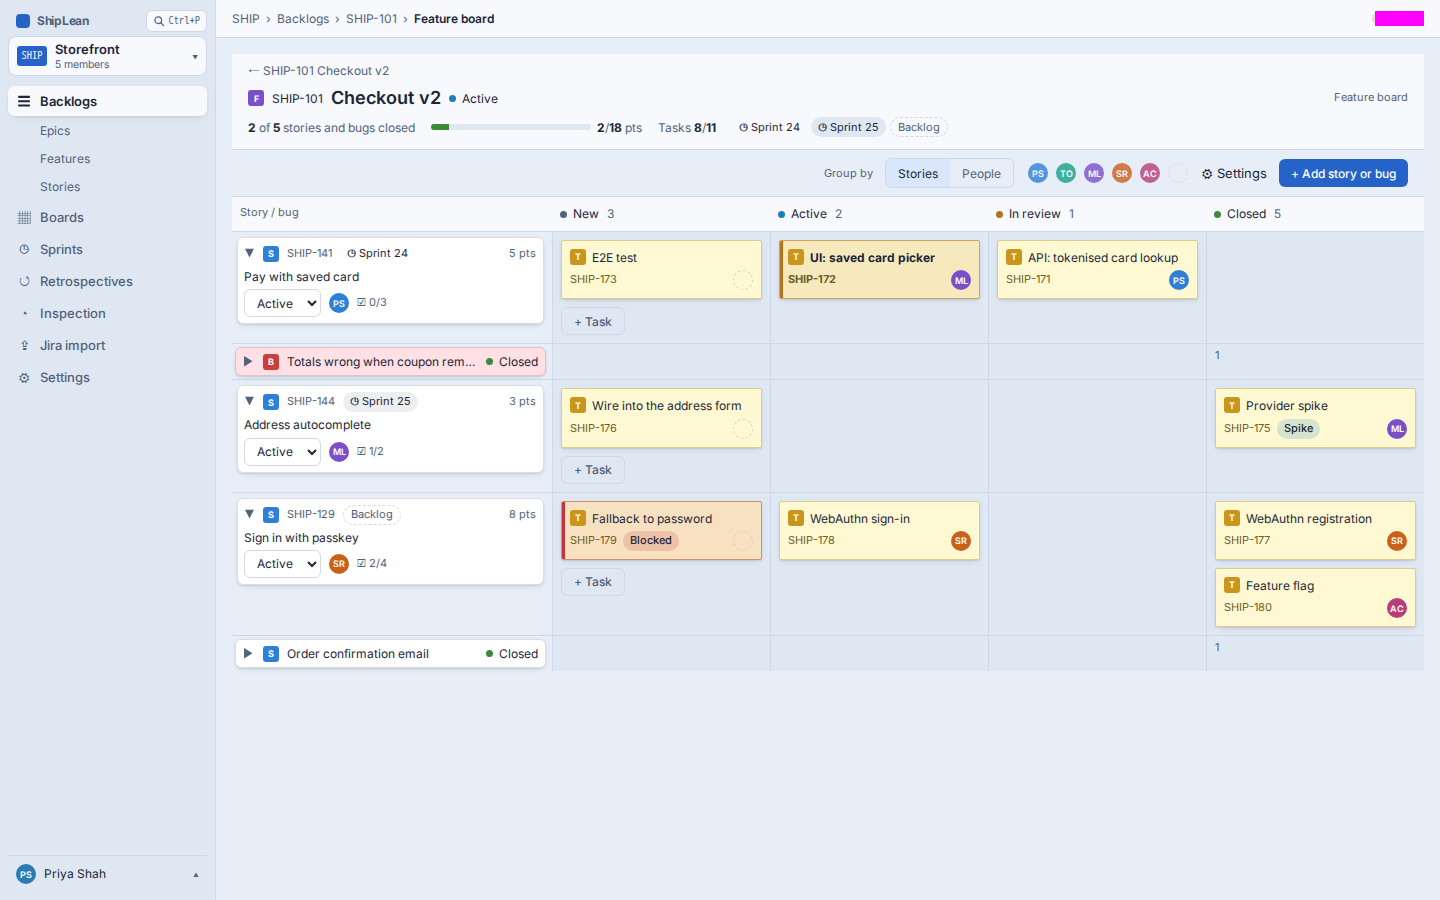 ShipLean
Ctrl+P
SHIP
Storefront
5 members
Backlogs
Epics
Features
Stories
Boards
Sprints
Retrospectives
Inspection
Jira import
Settings
PS Priya Shah
SHIP › Backlogs › SHIP-101 › Feature board
← SHIP-101 Checkout v2
F SHIP-101 Checkout v2 Active
Feature board
2 of 5 stories and bugs closed 2/18 pts Tasks 8/11 Sprint 24 Sprint 25 Backlog
Group by Stories People PS TO ML SR AC Settings + Add story or bug
Story / bug New 3 Active 2 In review 1 Closed 5
S SHIP-141 Sprint 24 5 pts
Pay with saved card
Active PS 0/3
T E2E test
SHIP-173
+ Task
T UI: saved card picker
SHIP-172 ML
T API: tokenised card lookup
SHIP-171 PS
B Totals wrong when coupon rem... Closed
1
S SHIP-144 Sprint 25 3 pts
Address autocomplete
Active ML 1/2
T Wire into the address form
SHIP-176
+ Task
T Provider spike
SHIP-175 Spike ML
S SHIP-129 Backlog 8 pts
Sign in with passkey
Active SR 2/4
T Fallback to password
SHIP-179 Blocked
+ Task
T WebAuthn sign-in
SHIP-178 SR
T WebAuthn registration
SHIP-177 SR
T Feature flag
SHIP-180 AC
S Order confirmation email Closed
1